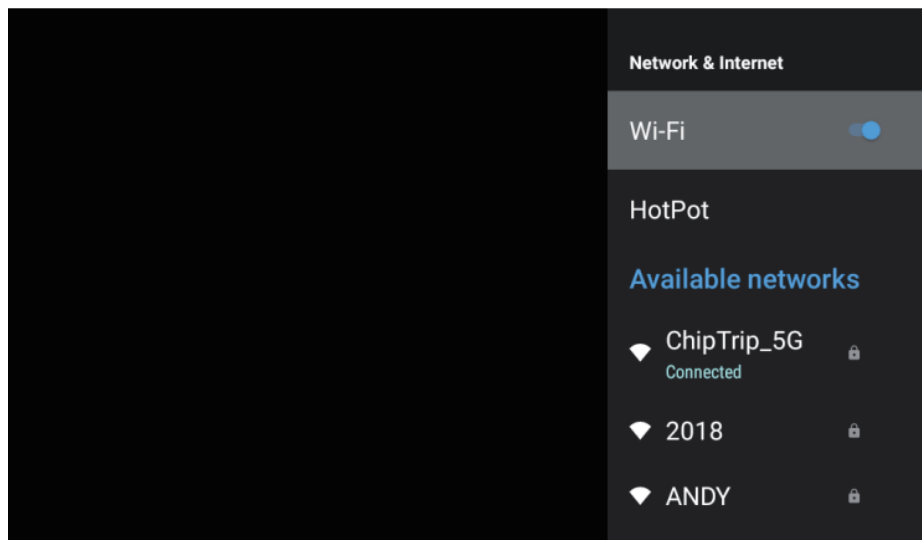 Network & Internet
Wi-Fi
HotPot
Available networks
ChipTrip_5G
Connected
2018
ANDY